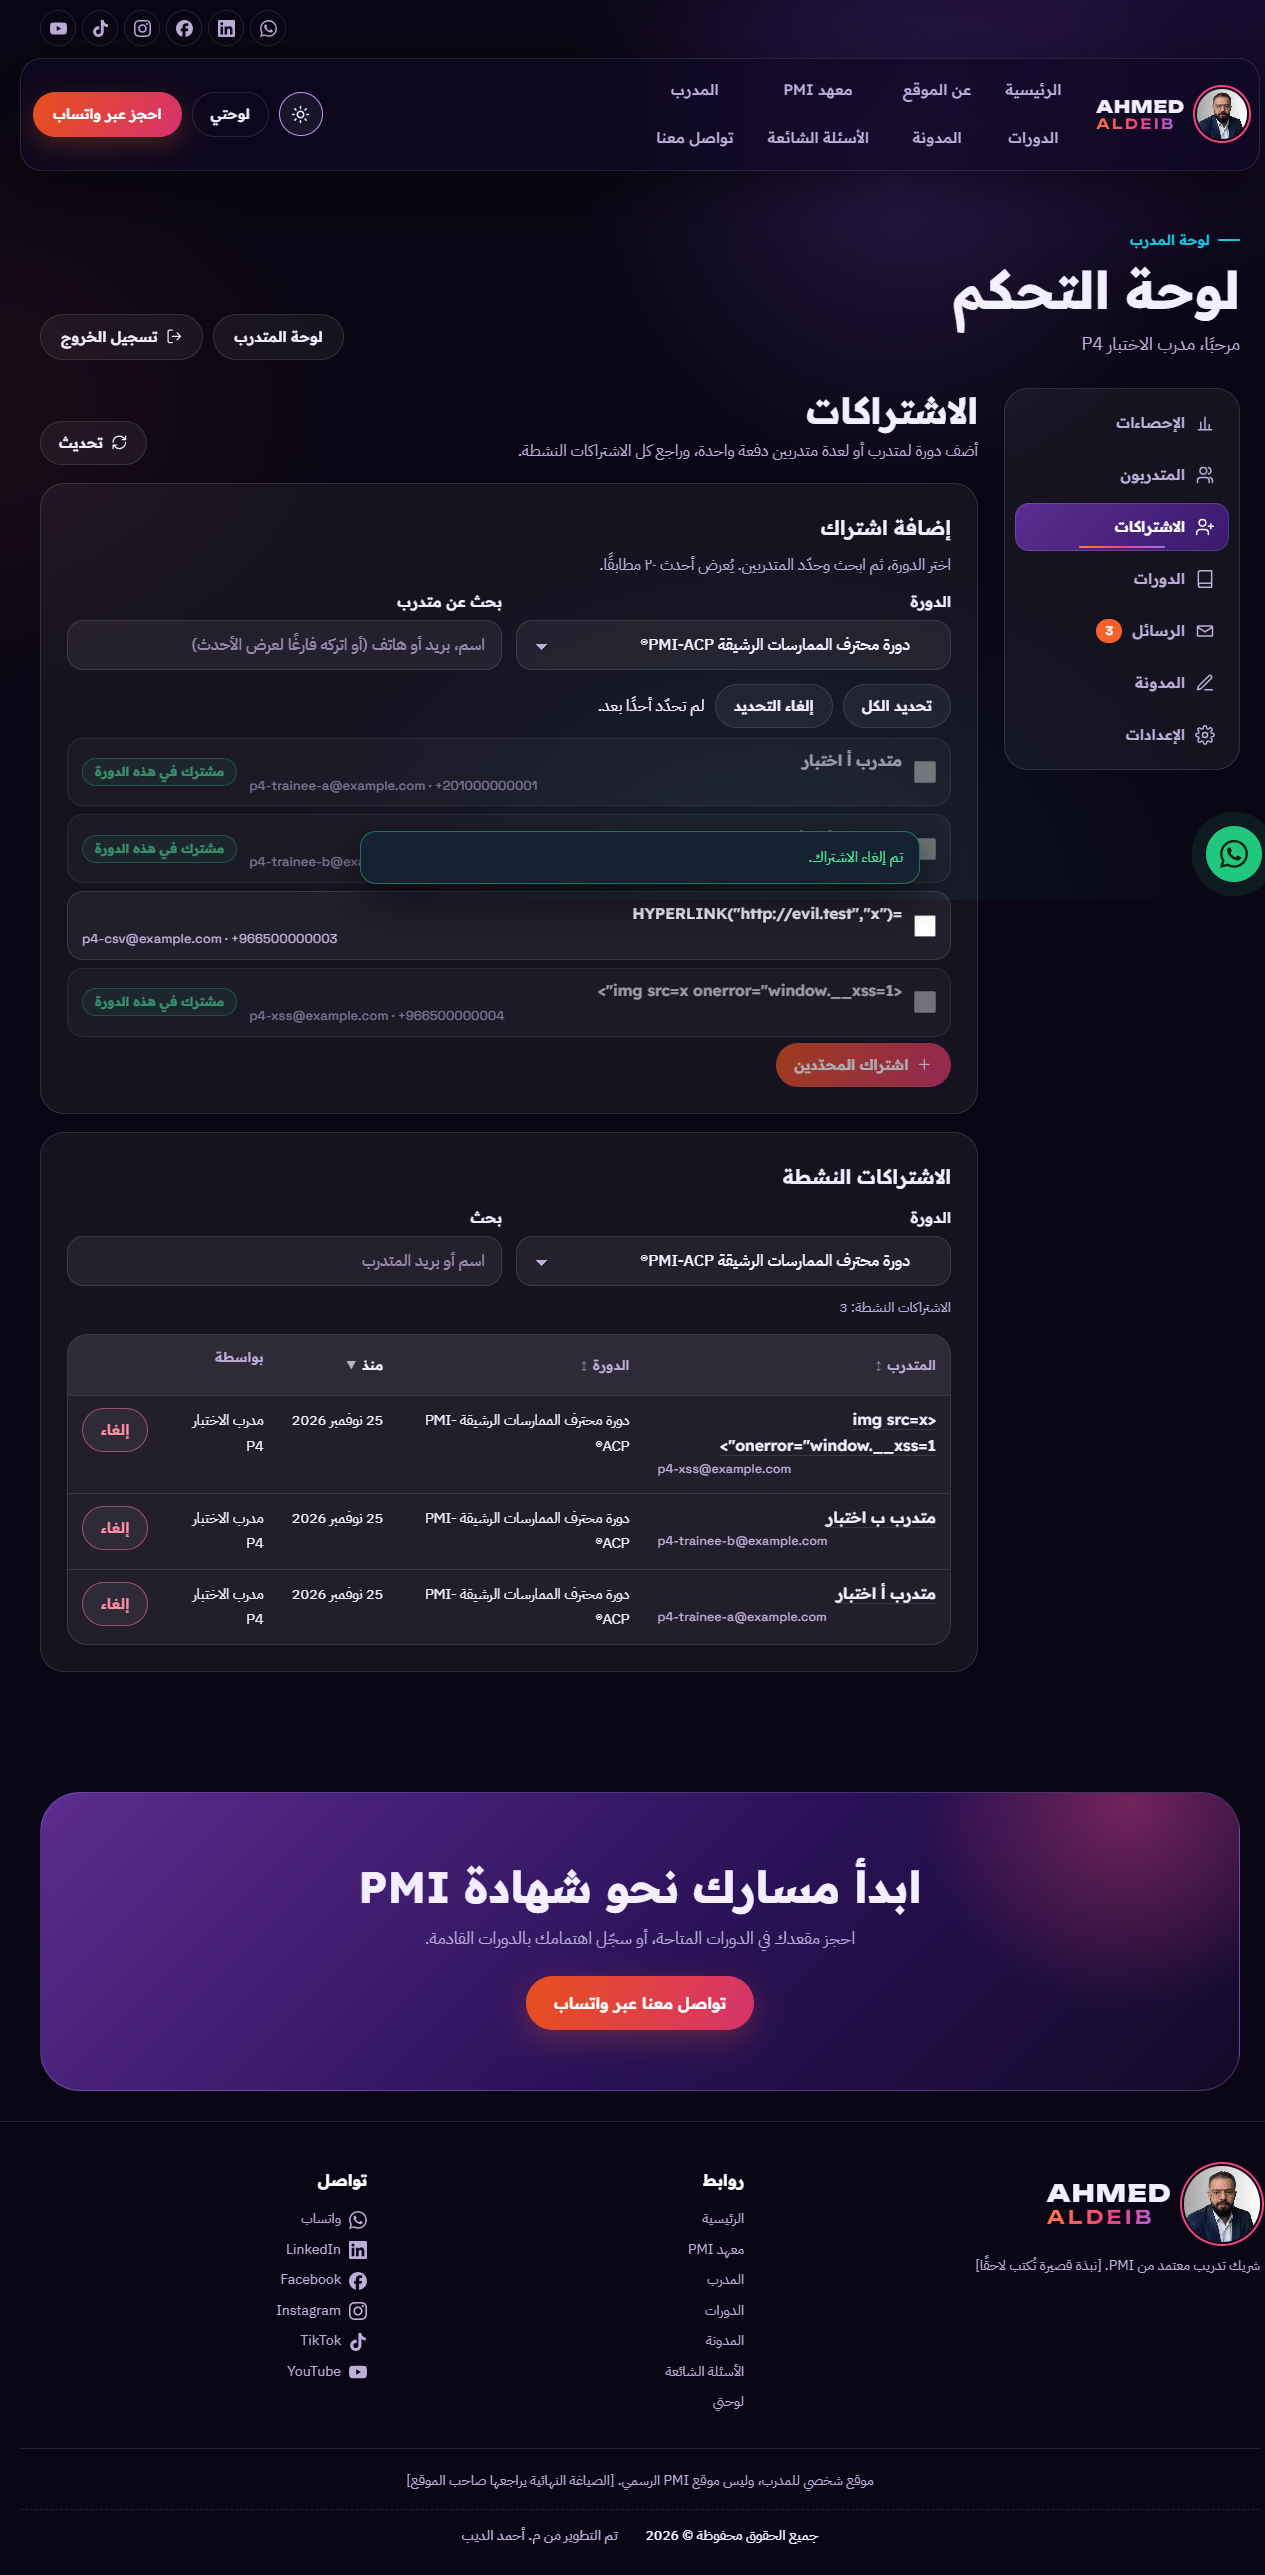 AHMED
ALDEIB
الرئيسية
عن الموقع
معهد PMI
المدرب
الدورات
المدونة
الأسئلة الشائعة
تواصل معنا
لوحتي
احجز عبر واتساب
لوحة المدرب
لوحة التحكم
مرحبًا، مدرب الاختبار P4
لوحة المتدرب
تسجيل الخروج
الإحصاءات
المتدربون
الاشتراكات
الدورات
الرسائل 3
المدونة
الإعدادات
الاشتراكات
أضف دورة لمتدرب أو لعدة متدربين دفعة واحدة، وراجع كل الاشتراكات النشطة.
تحديث
إضافة اشتراك
اختر الدورة، ثم ابحث وحدّد المتدربين. يُعرض أحدث ٢٠ مطابقًا.
الدورة
بحث عن متدرب
دورة محترف الممارسات الرشيقة PMI-ACP®
اسم، بريد أو هاتف (أو اتركه فارغًا لعرض الأحدث)
تحديد الكل
إلغاء التحديد
لم تحدّد أحدًا بعد.
متدرب أ اختبار
p4-trainee-a@example.com · +201000000001
مشترك في هذه الدورة
p4-trainee-b@exa
مشترك في هذه الدورة
تم إلغاء الاشتراك.
=HYPERLINK("http://evil.test","x")
p4-csv@example.com · +966500000003
<img src=x onerror="window.__xss=1">
p4-xss@example.com · +966500000004
مشترك في هذه الدورة
اشتراك المحدّدين
الاشتراكات النشطة
الدورة
بحث
دورة محترف الممارسات الرشيقة PMI-ACP®
اسم أو بريد المتدرب
الاشتراكات النشطة: 3
المتدرب ↕
الدورة ↕
منذ ▼
بواسطة
<img src=x
onerror="window.__xss=1">
p4-xss@example.com
دورة محترف الممارسات الرشيقة PMI-
ACP®
25 نوفمبر 2026
مدرب الاختبار
P4
إلغاء
متدرب ب اختبار
p4-trainee-b@example.com
دورة محترف الممارسات الرشيقة PMI-
ACP®
25 نوفمبر 2026
مدرب الاختبار
P4
إلغاء
متدرب أ اختبار
p4-trainee-a@example.com
دورة محترف الممارسات الرشيقة PMI-
ACP®
25 نوفمبر 2026
مدرب الاختبار
P4
إلغاء
ابدأ مسارك نحو شهادة PMI
احجز مقعدك في الدورات المتاحة، أو سجّل اهتمامك بالدورات القادمة.
تواصل معنا عبر واتساب
AHMED
ALDEIB
شريك تدريب معتمد من PMI. [نبذة قصيرة تُكتب لاحقًا]
روابط
الرئيسية
معهد PMI
المدرب
الدورات
المدونة
الأسئلة الشائعة
لوحتي
تواصل
واتساب
LinkedIn
Facebook
Instagram
TikTok
YouTube
موقع شخصي للمدرب، وليس موقع PMI الرسمي. [الصياغة النهائية يراجعها صاحب الموقع]
جميع الحقوق محفوظة © 2026
تم التطوير من م. أحمد الديب